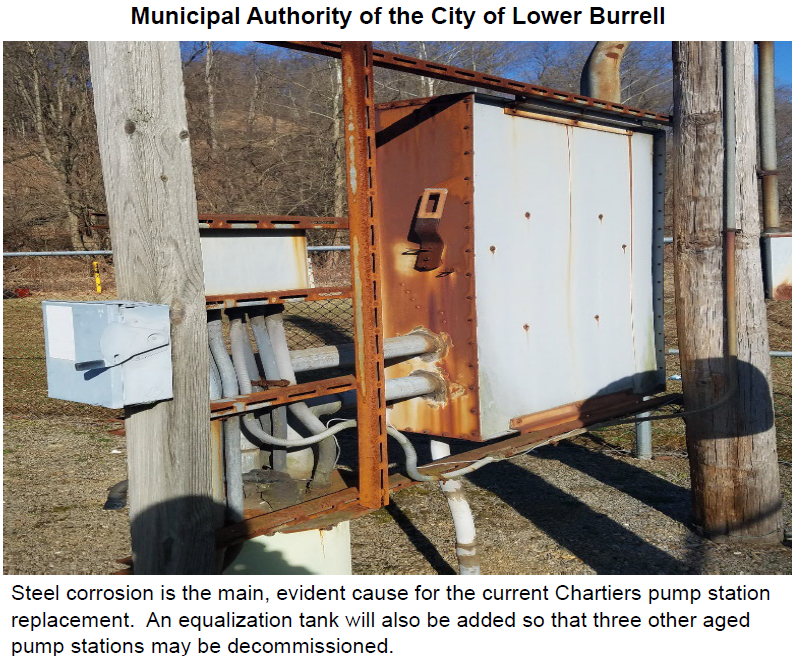 Municipal Authority of the City of Lower Burrell
Steel corrosion is the main, evident cause for the current Chartiers pump station
replacement.  An equalization tank will also be added so that three other aged
pump stations may be decommissioned.